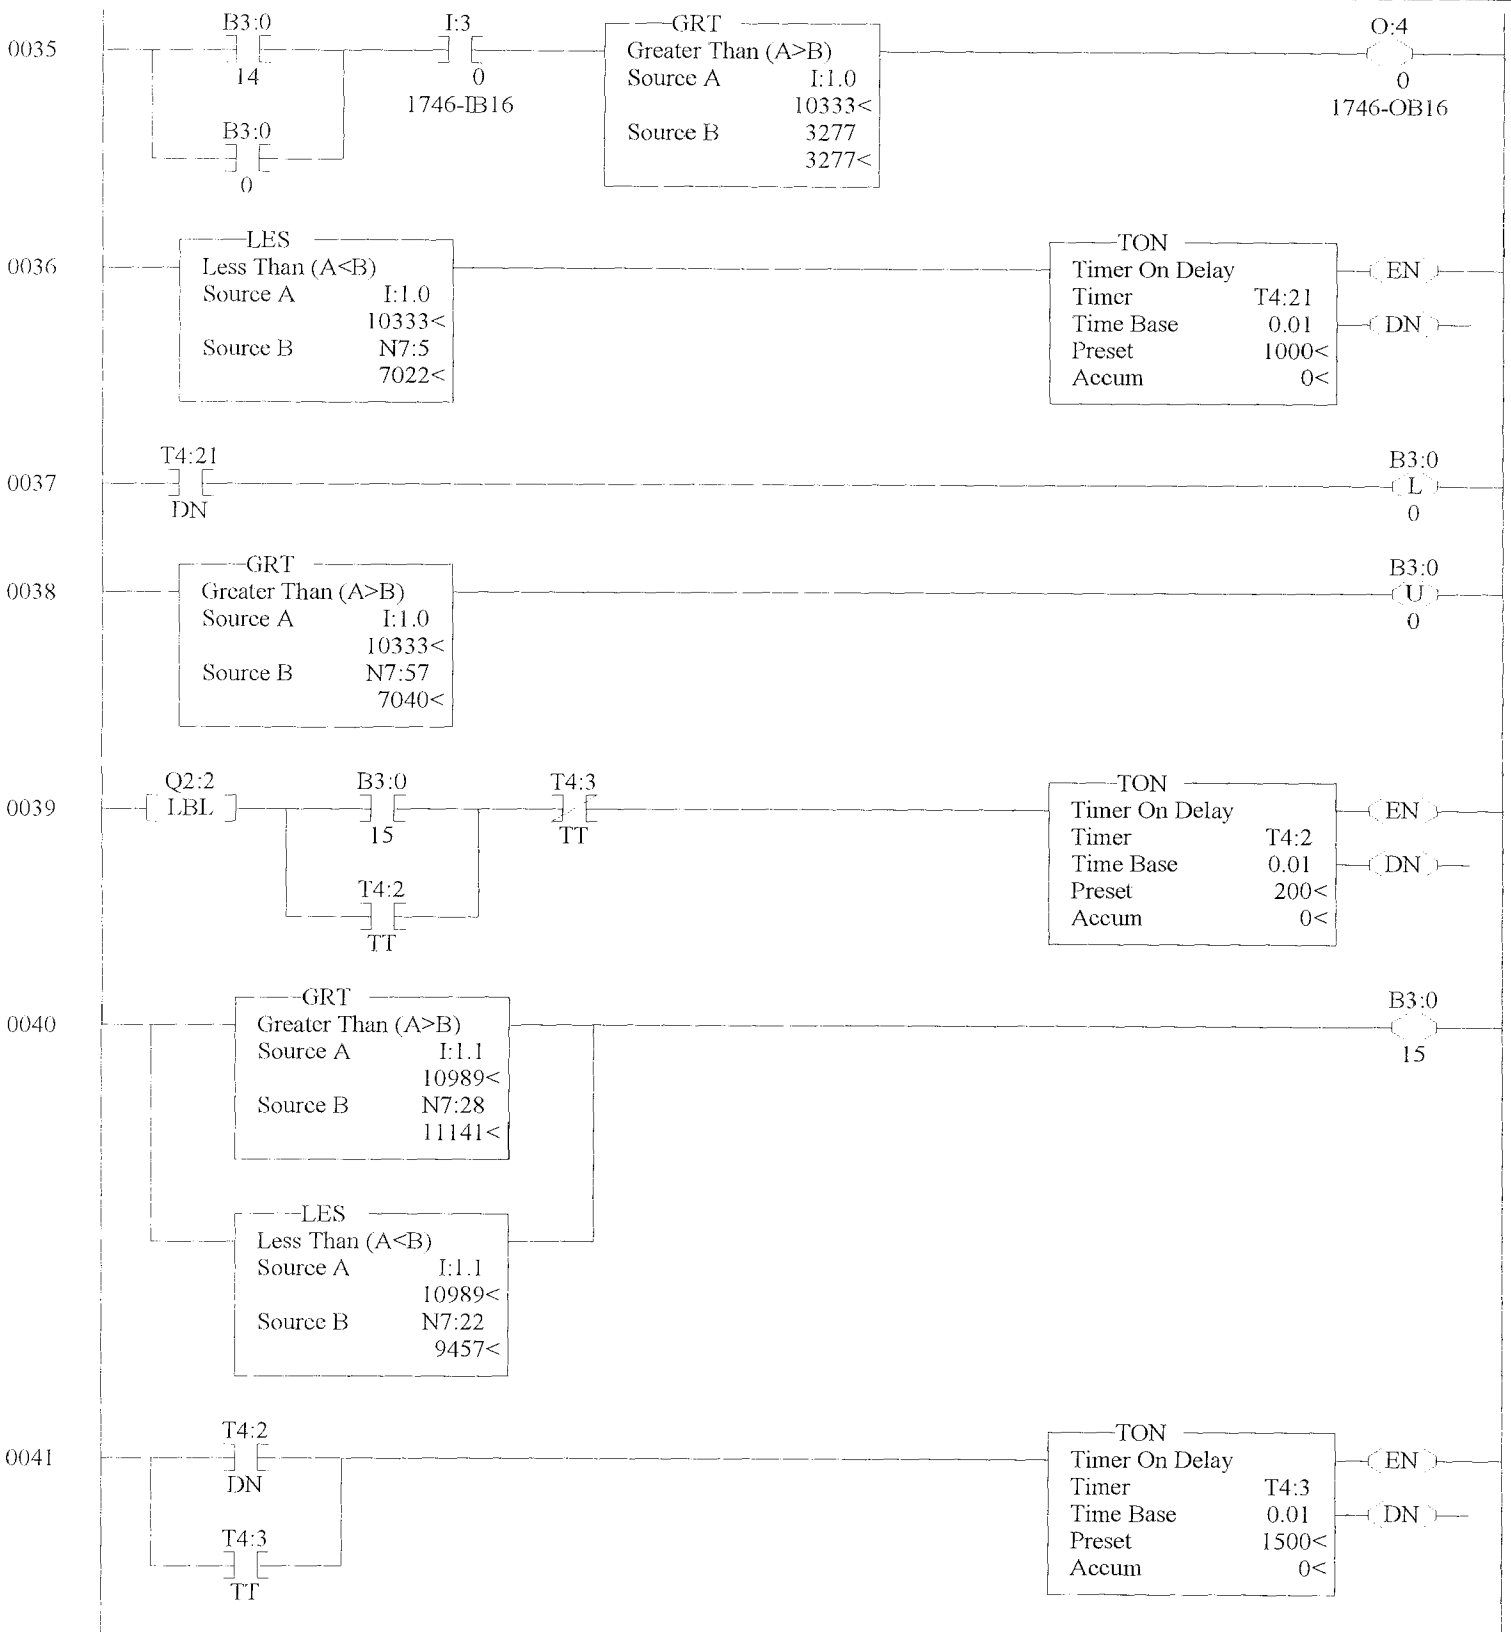 B3:0 I:3 GRT O:4
0035
Greater Than (A>B)
14 0 Source A I:1.0 0
1746-IB16 10333< 1746-OB16
B3:0 Source B 3277
3277<
0
LES TON
0036 Less Than (A<B) Timer On Delay EN
Source A I:1.0 Timer T4:21
10333< Time Base 0.01 DN
Source B N7:5 Preset 1000<
7022< Accum 0<
T4:21 B3:0
0037 L
DN 0
GRT B3:0
0038 Greater Than (A>B) U
Source A I:1.0 0
10333<
Source B N7:57
7040<
Q2:2 B3:0 T4:3 TON
0039 LBL Timer On Delay EN
15 TT Timer T4:2
Time Base 0.01 DN
T4:2 Preset 200<
Accum 0<
TT
GRT B3:0
0040 Greater Than (A>B)
Source A I:1.1 15
10989<
Source B N7:28
11141<
LES
Less Than (A<B)
Source A I:1.1
10989<
Source B N7:22
9457<
T4:2 TON
0041 Timer On Delay EN
DN Timer T4:3
Time Base 0.01 DN
T4:3 Preset 1500<
Accum 0<
TT